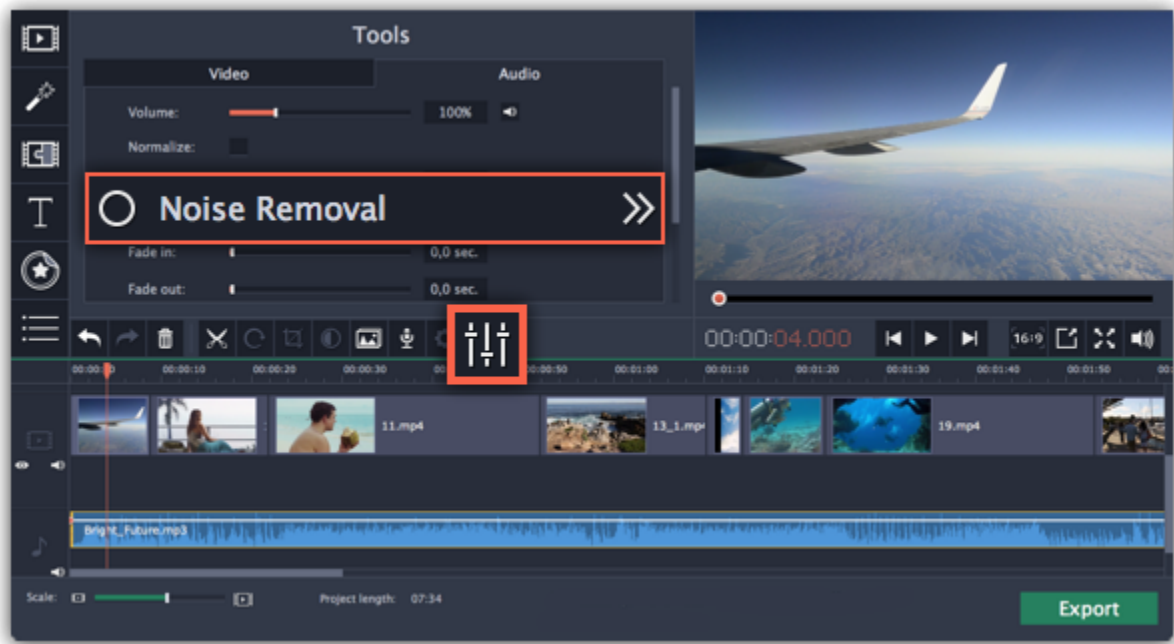 Tools
Video
Audio
Volume:
100%
Normalize:
Noise Removal
Fade in:
0,0 sec.
Fade out:
0,0 sec.
T
00:00:04.000
16:9
00:00:10
00:00:20
00:00:30
00:00:50
00:01:00
00:01:10
00:01:20
00:01:30
00:01:40
00:01:50
11.mp4
13_1.mp4
19.mp4
Bright_Future.mp3
Scale:
Project length: 07:34
Export